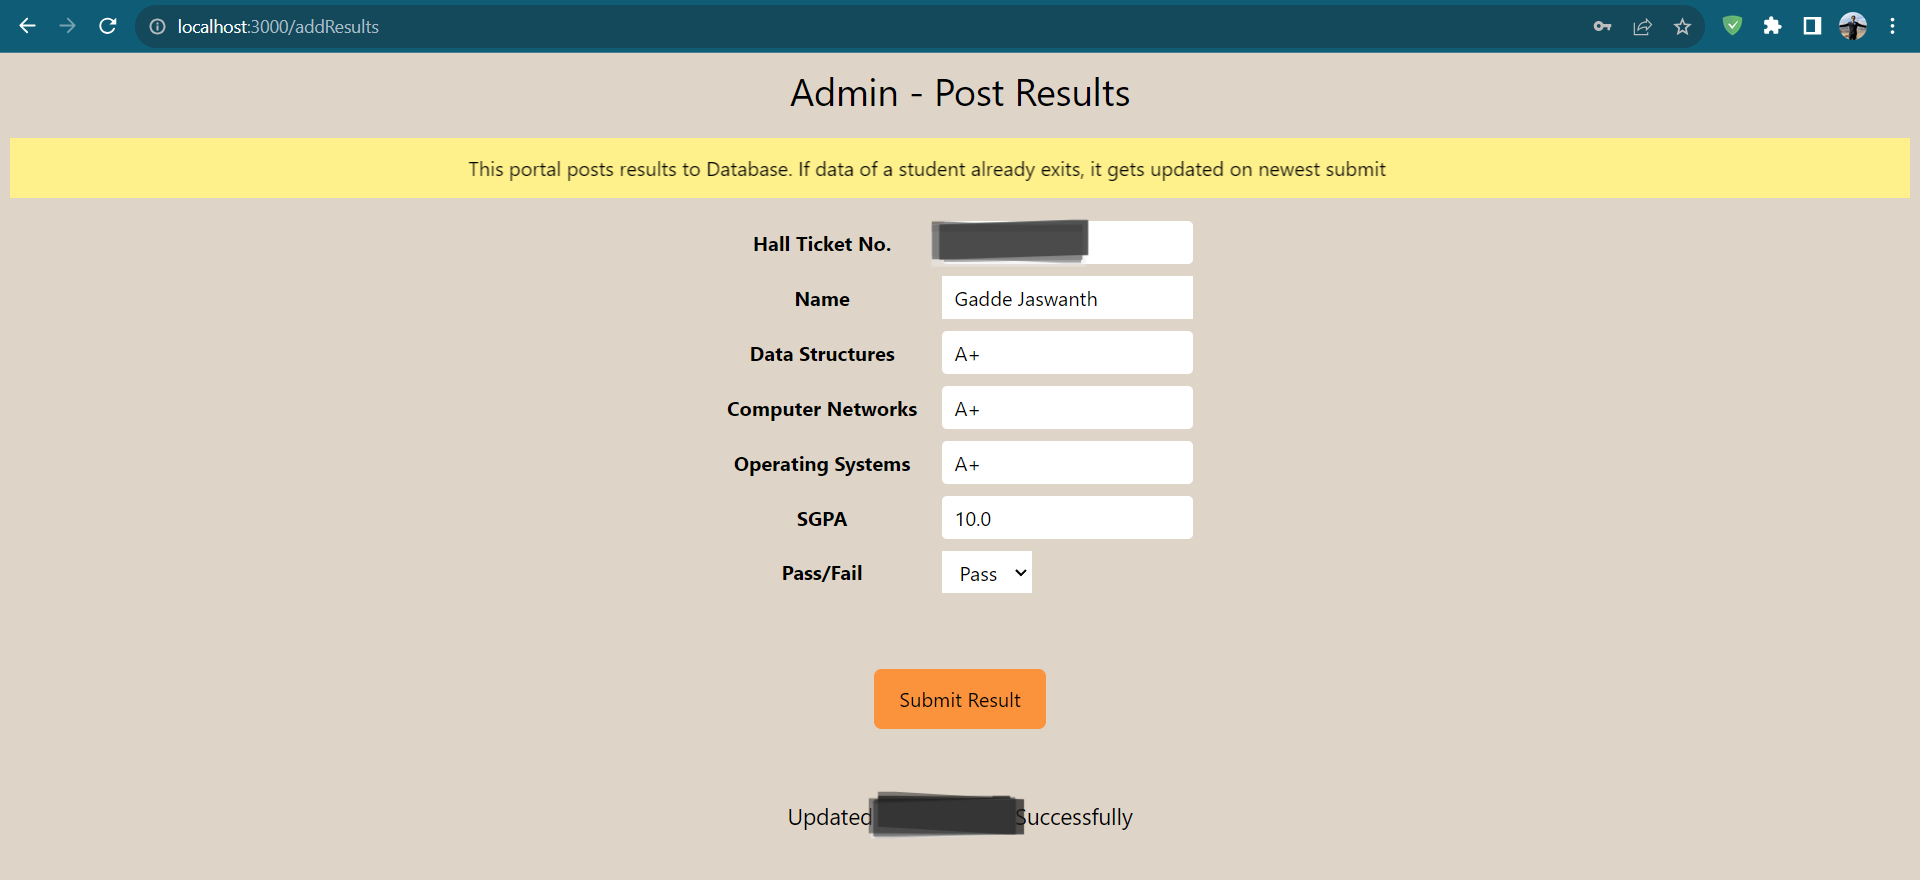 localhost:3000/addResults
Admin - Post Results
This portal posts results to Database. If data of a student already exits, it gets updated on newest submit
Hall Ticket No.
Name Gadde Jaswanth
Data Structures A+
Computer Networks A+
Operating Systems A+
SGPA 10.0
Pass/Fail Pass
Submit Result
Updated Successfully